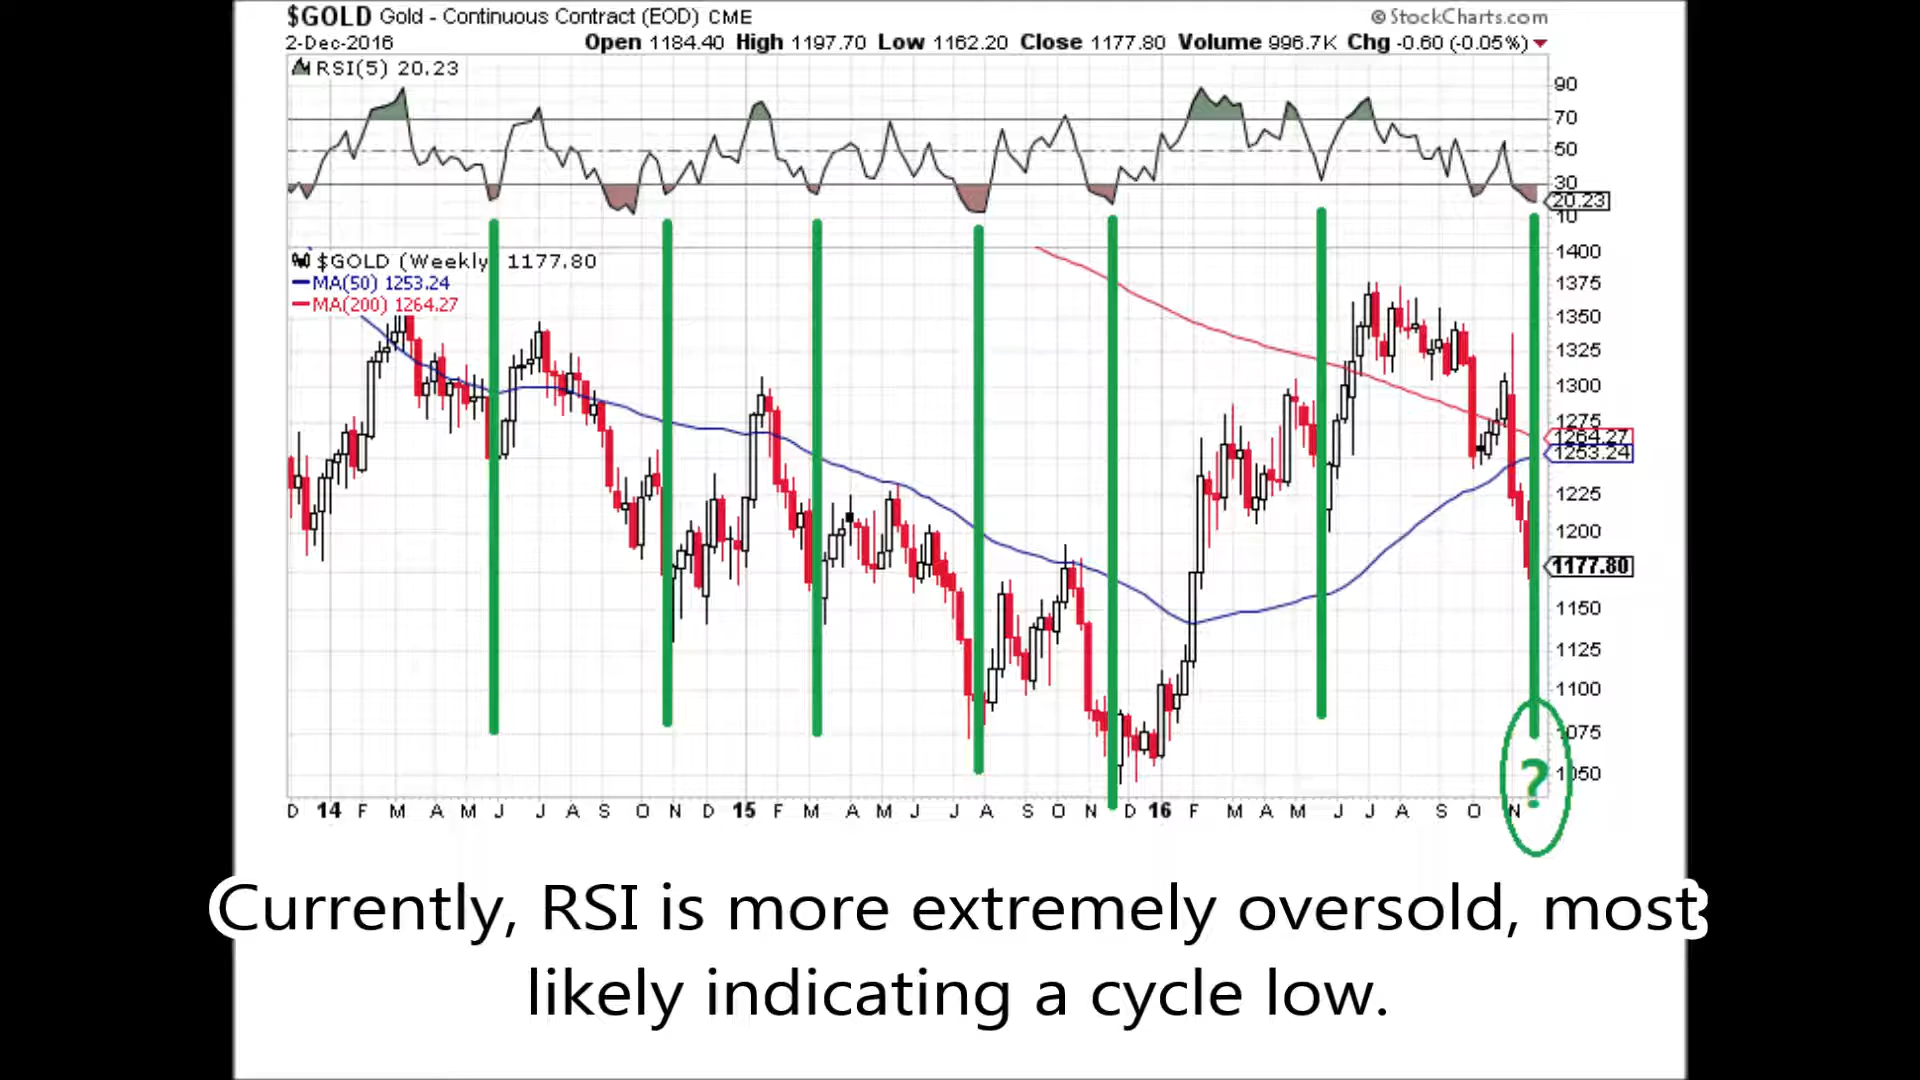 $GOLD Gold - Continuous Contract (EOD) CME © StockCharts.com
2-Dec-2016 Open 1184.40 High 1197.70 Low 1162.20 Close 1177.80 Volume 996.7K Chg -0.60 (-0.05%)
RSI(5) 20.23
90
70
50
30
20.23
10
$GOLD (Weekly) 1177.80
MA(50) 1253.24
MA(200) 1264.27
1400
1375
1350
1325
1300
1275
1264.27
1253.24
1225
1200
1177.80
1150
1125
1100
1075
1050
?
D 14 F M A M J J A S O N D 15 F M A M J J A S O N D 16 F M A M J J A S O N
Currently, RSI is more extremely oversold, most
likely indicating a cycle low.